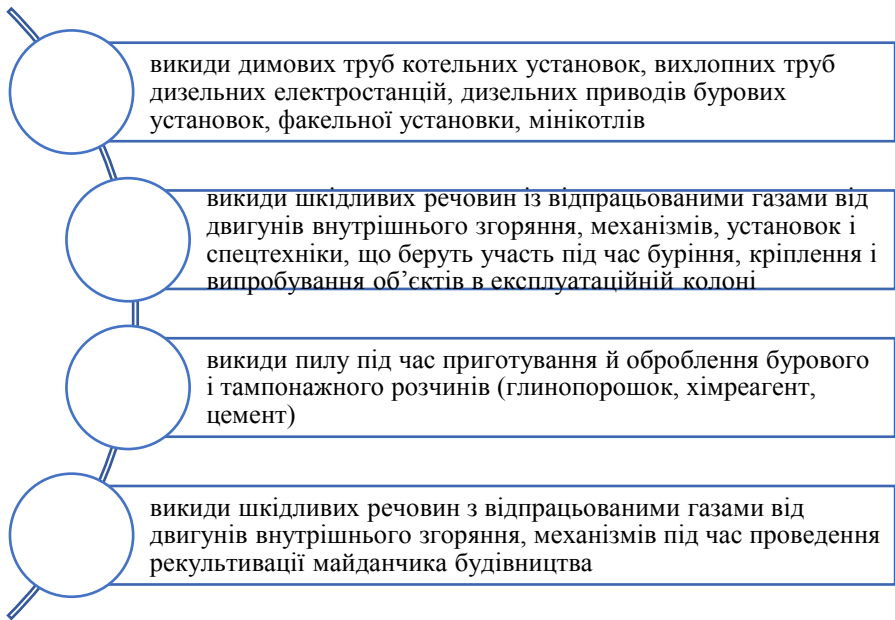 викиди димових труб котельних установок, вихлопних труб
дизельних електростанцій, дизельних приводів бурових
установок, факельної установки, мінікотлів
викиди шкідливих речовин із відпрацьованими газами від
двигунів внутрішнього згоряння, механізмів, установок і
спецтехніки, що беруть участь під час буріння, кріплення і
випробування об’єктів в експлуатаційній колоні
викиди пилу під час приготування й оброблення бурового
і тампонажного розчинів (глинопорошок, хімреагент,
цемент)
викиди шкідливих речовин з відпрацьованими газами від
двигунів внутрішнього згоряння, механізмів під час проведення
рекультивації майданчика будівництва